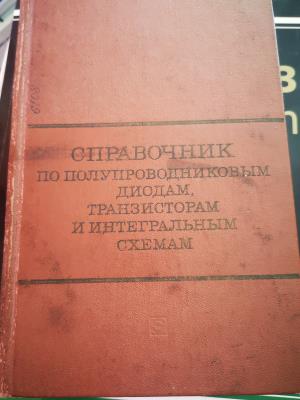 СПРАВОЧНИК
ПО ПОЛУПРОВОДНИКОВЫМ
ДИОДАМ,
ТРАНЗИСТОРАМ
И ИНТЕГРАЛЬНЫМ
СХЕМАМ